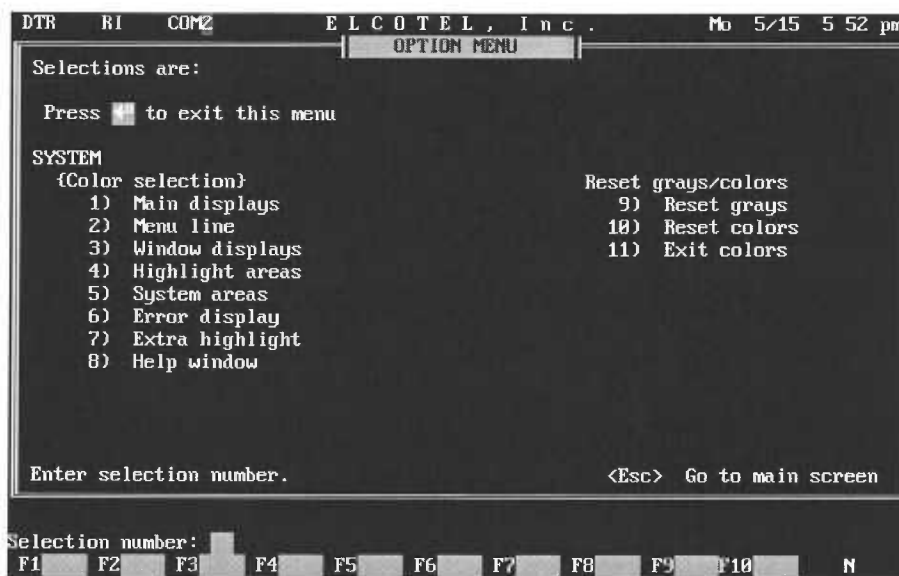 DTR RI COM2 E L C O T E L , I n c . Mo 5/15 5 52 pm
OPTION MENU
Selections are:
Press to exit this menu
SYSTEM
{Color selection}
1) Main displays
2) Menu line
3) Window displays
4) Highlight areas
5) System areas
6) Error display
7) Extra highlight
8) Help window
Reset grays/colors
9) Reset grays
10) Reset colors
11) Exit colors
Enter selection number. <Esc> Go to main screen
Selection number:
F1 F2 F3 F4 F5 F6 F7 F8 F9 F10 N